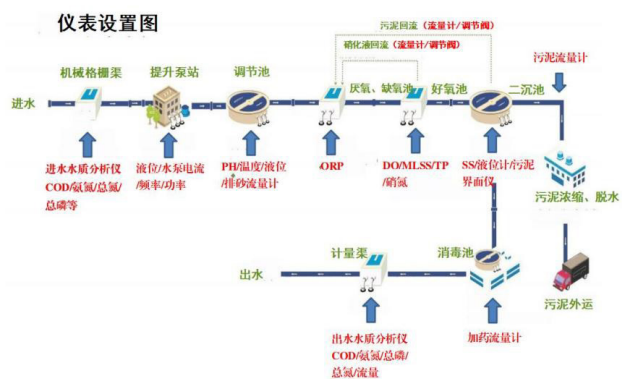 仪表设置图
污泥回流（流量计/调节阀）
硝化液回流（流量计/调节阀）
污泥流量计
机械格栅渠
提升泵站
调节池
厌氧、缺氧池
好氧池
二沉池
进水
进水水质分析仪
COD/氨氮/总氮/
总磷等
液位/水泵电流
/频率/功率
PH/温度/液位
/排砂流量计
ORP
DO/MLSS/TP
/硝氮
SS/液位计/污泥
界面仪
污泥浓缩、脱水
计量渠
消毒池
出水
污泥外运
出水水质分析仪
COD/氨氮/总磷/
总氮/流量
加药流量计